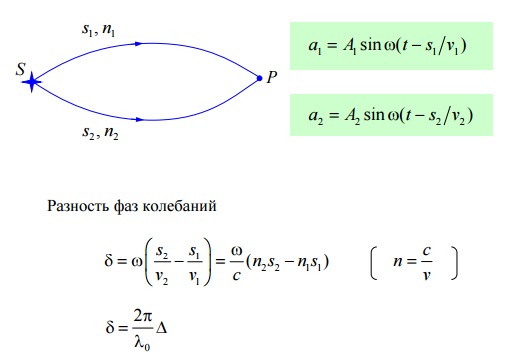 s₁, n₁
a₁ = A₁ sin ω(t − s₁/v₁)
S
P
a₂ = A₂ sin ω(t − s₂/v₂)
s₂, n₂
Разность фаз колебаний
δ = ω(s₂/v₂ − s₁/v₁) = ω/c (n₂s₂ − n₁s₁) ( n = c/v )
δ = 2π/λ₀ Δ